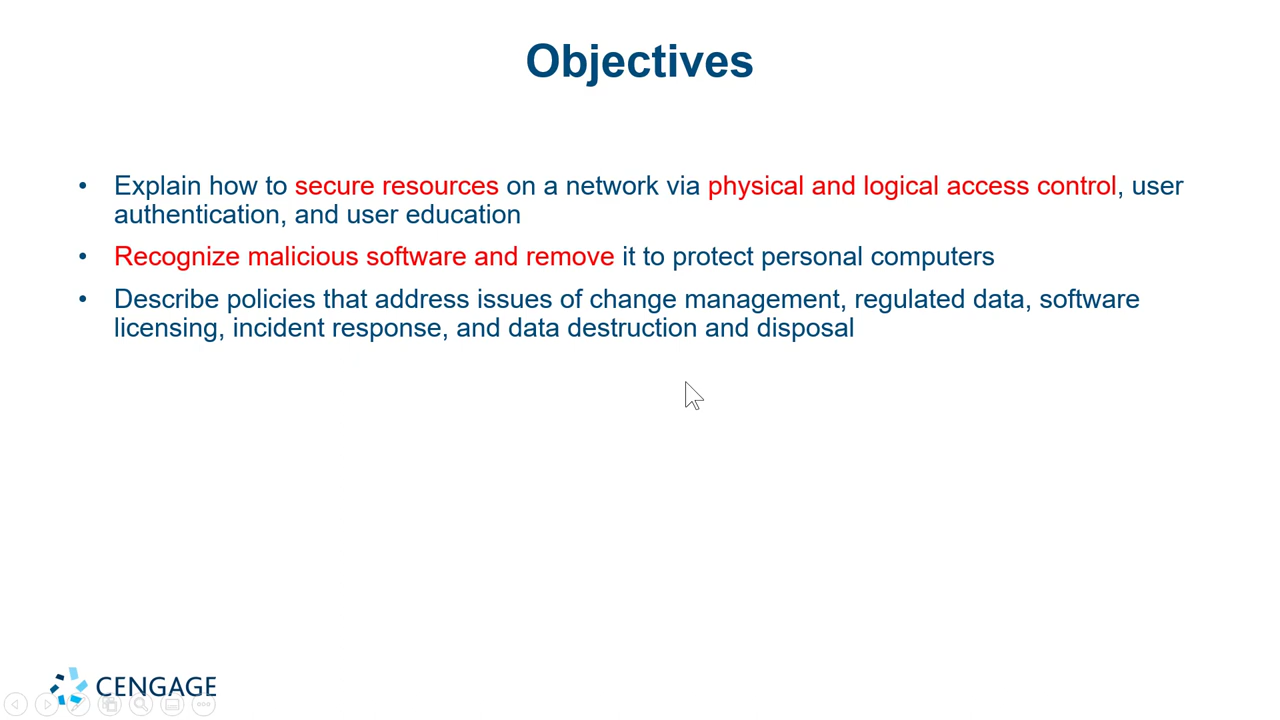 Objectives
• Explain how to secure resources on a network via physical and logical access control, user
authentication, and user education
• Recognize malicious software and remove it to protect personal computers
• Describe policies that address issues of change management, regulated data, software
licensing, incident response, and data destruction and disposal
CENGAGE